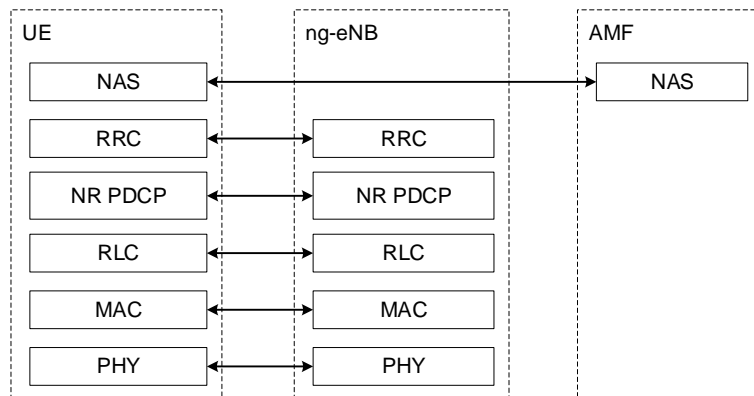 UE ng-eNB AMF
NAS NAS
RRC RRC
NR PDCP NR PDCP
RLC RLC
MAC MAC
PHY PHY